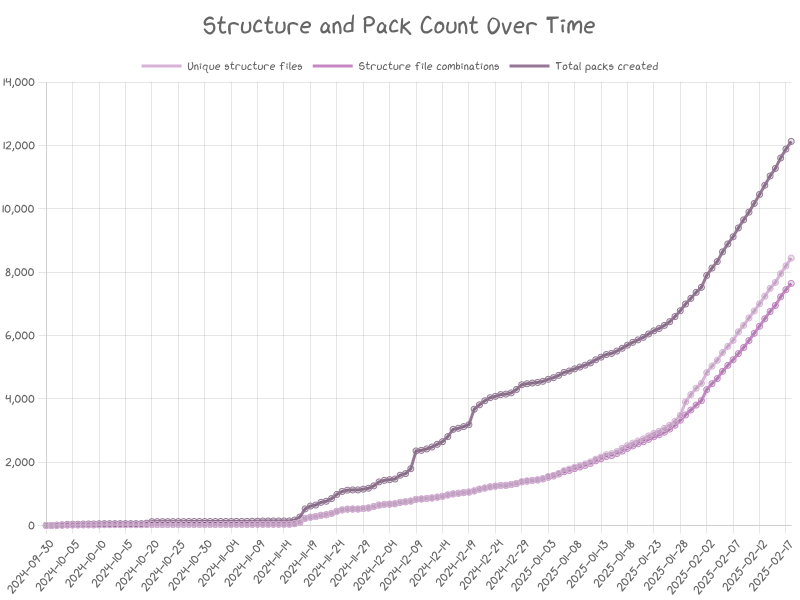 Structure and Pack Count Over Time
Unique structure files Structure file combinations Total packs created
14,000
12,000
10,000
8,000
6,000
4,000
2,000
0
2024-09-30 2024-10-05 2024-10-10 2024-10-15 2024-10-20 2024-10-25 2024-10-30 2024-11-04 2024-11-09 2024-11-14 2024-11-19 2024-11-24 2024-11-29 2024-12-04 2024-12-09 2024-12-14 2024-12-19 2024-12-24 2024-12-29 2025-01-03 2025-01-08 2025-01-13 2025-01-18 2025-01-23 2025-01-28 2025-02-02 2025-02-07 2025-02-12 2025-02-17